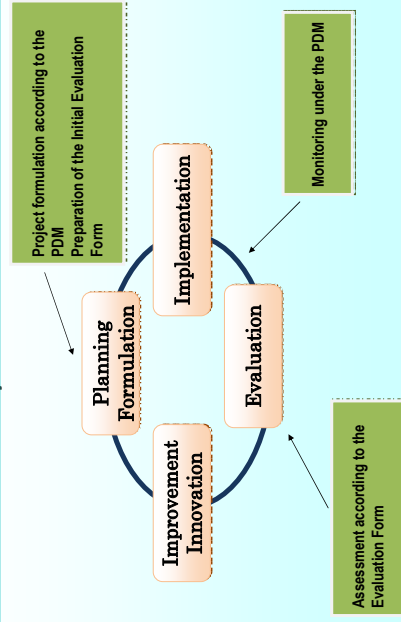 Project formulation according to the
PDM
Preparation of the Initial Evaluation
Form
Planning
Formulation
Improvement
Innovation
Implementation
Evaluation
Monitoring under the PDM
Assessment according to the
Evaluation Form